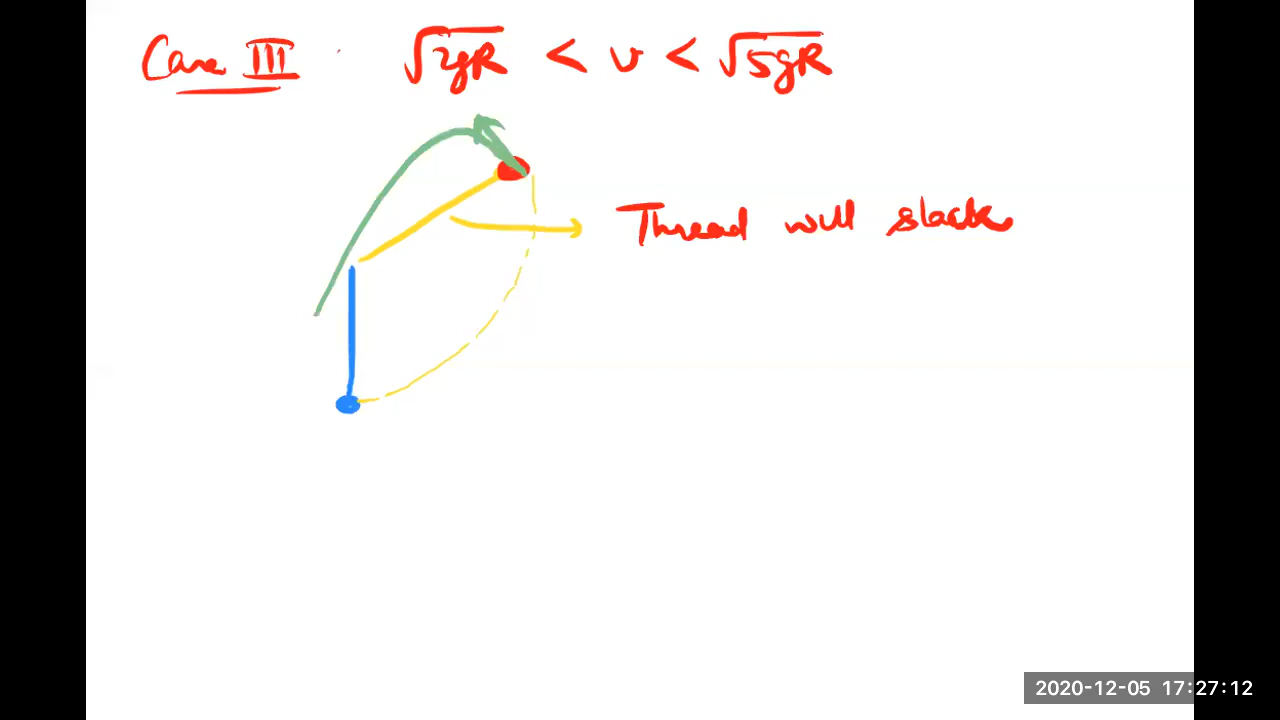 Case III √2gR < v < √5gR
Thread will slack
2020-12-05 17:27:12